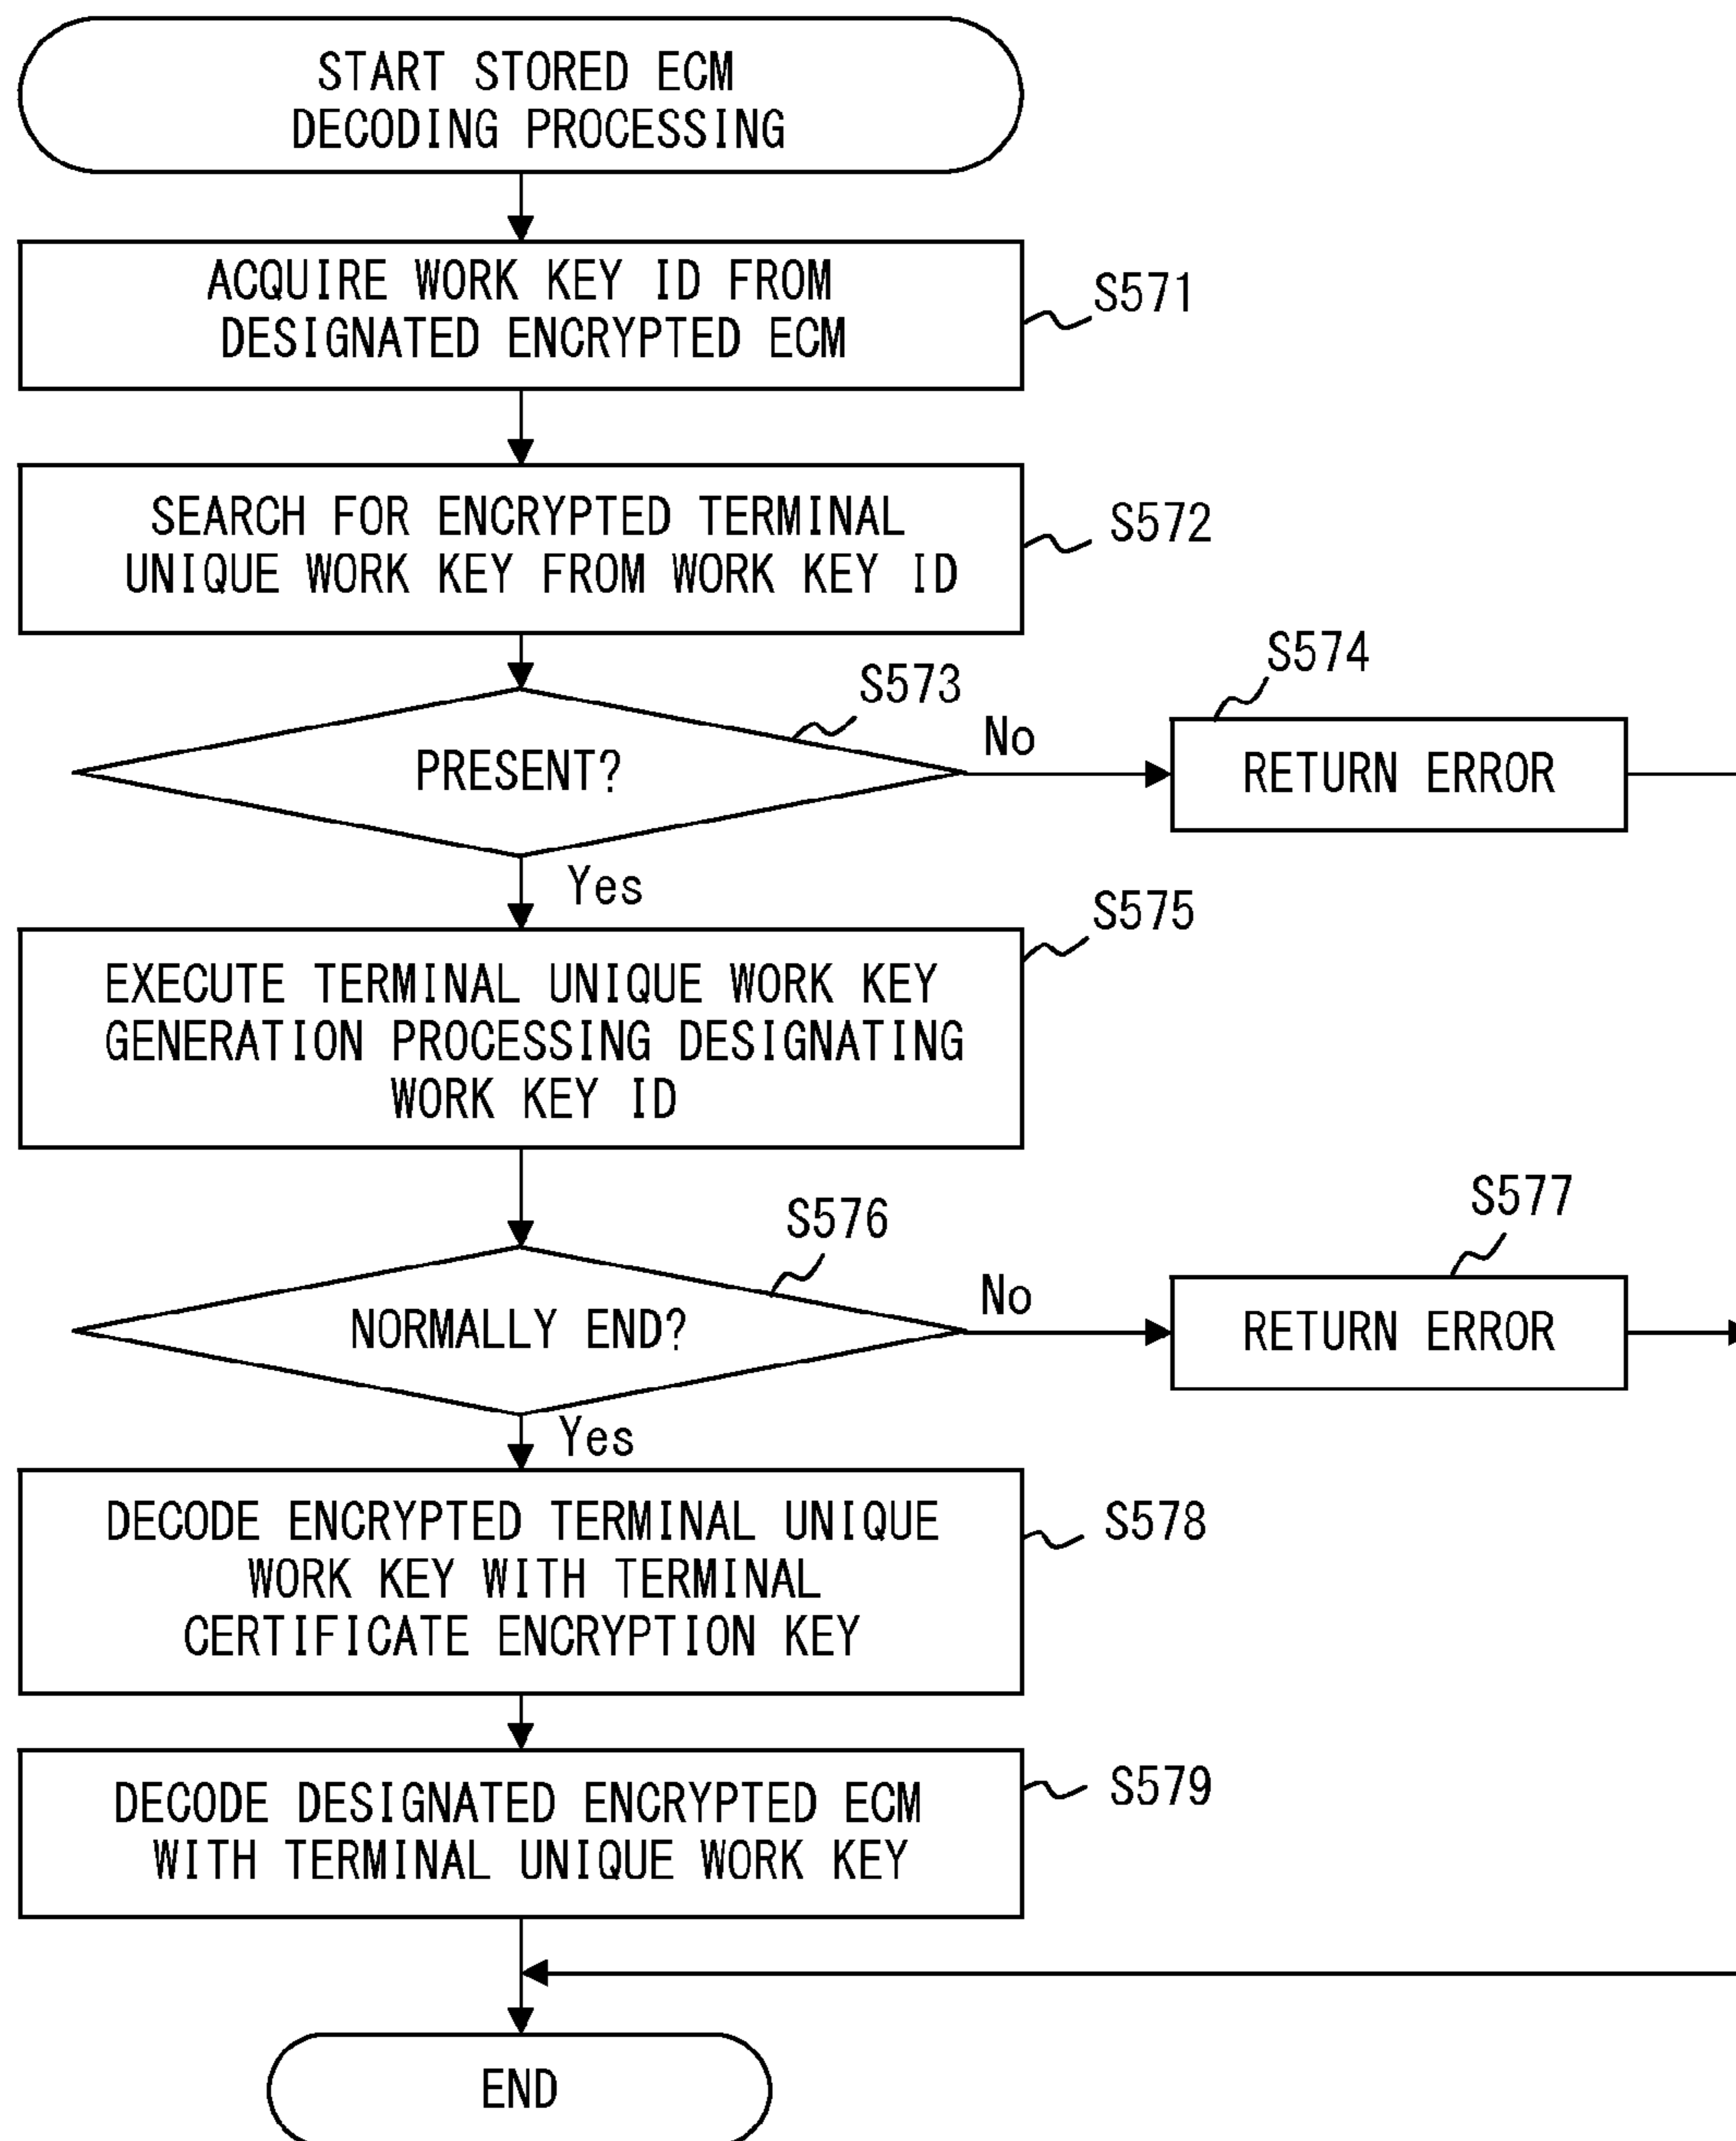 START STORED ECM
DECODING PROCESSING
ACQUIRE WORK KEY ID FROM
DESIGNATED ENCRYPTED ECM
S571
SEARCH FOR ENCRYPTED TERMINAL
UNIQUE WORK KEY FROM WORK KEY ID
S572
PRESENT?
S573
No
S574
RETURN ERROR
Yes
EXECUTE TERMINAL UNIQUE WORK KEY
GENERATION PROCESSING DESIGNATING
WORK KEY ID
S575
NORMALLY END?
S576
No
S577
RETURN ERROR
Yes
DECODE ENCRYPTED TERMINAL UNIQUE
WORK KEY WITH TERMINAL
CERTIFICATE ENCRYPTION KEY
S578
DECODE DESIGNATED ENCRYPTED ECM
WITH TERMINAL UNIQUE WORK KEY
S579
END